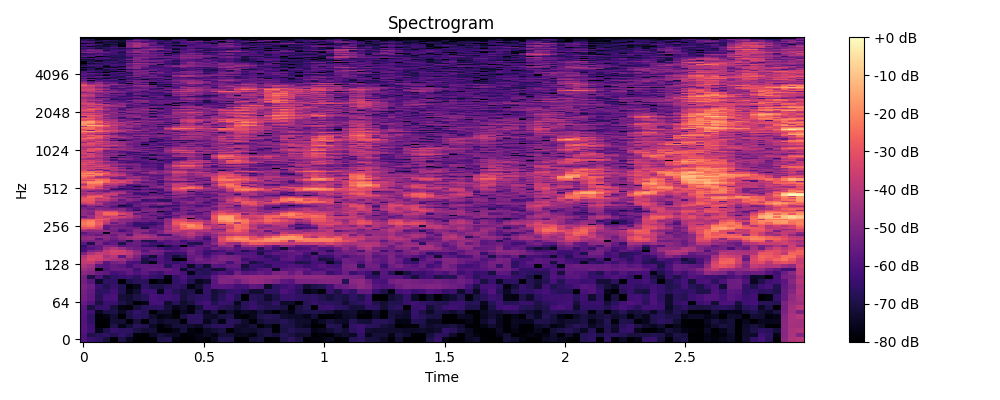 Spectrogram
Hz
4096
2048
1024
512
256
128
64
0
0
0.5
1
1.5
2
2.5
Time
+0 dB
-10 dB
-20 dB
-30 dB
-40 dB
-50 dB
-60 dB
-70 dB
-80 dB